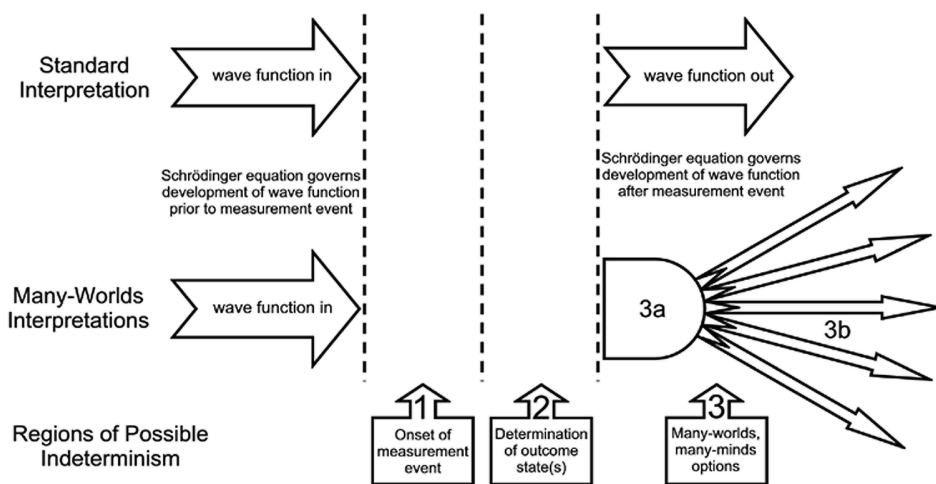 Standard
Interpretation
wave function in
wave function out
Schrödinger equation governs
development of wave function
prior to measurement event
Schrödinger equation governs
development of wave function
after measurement event
Many-Worlds
Interpretations
wave function in
3a
3b
Regions of Possible
Indeterminism
1
Onset of
measurement
event
2
Determination
of outcome
state(s)
3
Many-worlds,
many-minds
options